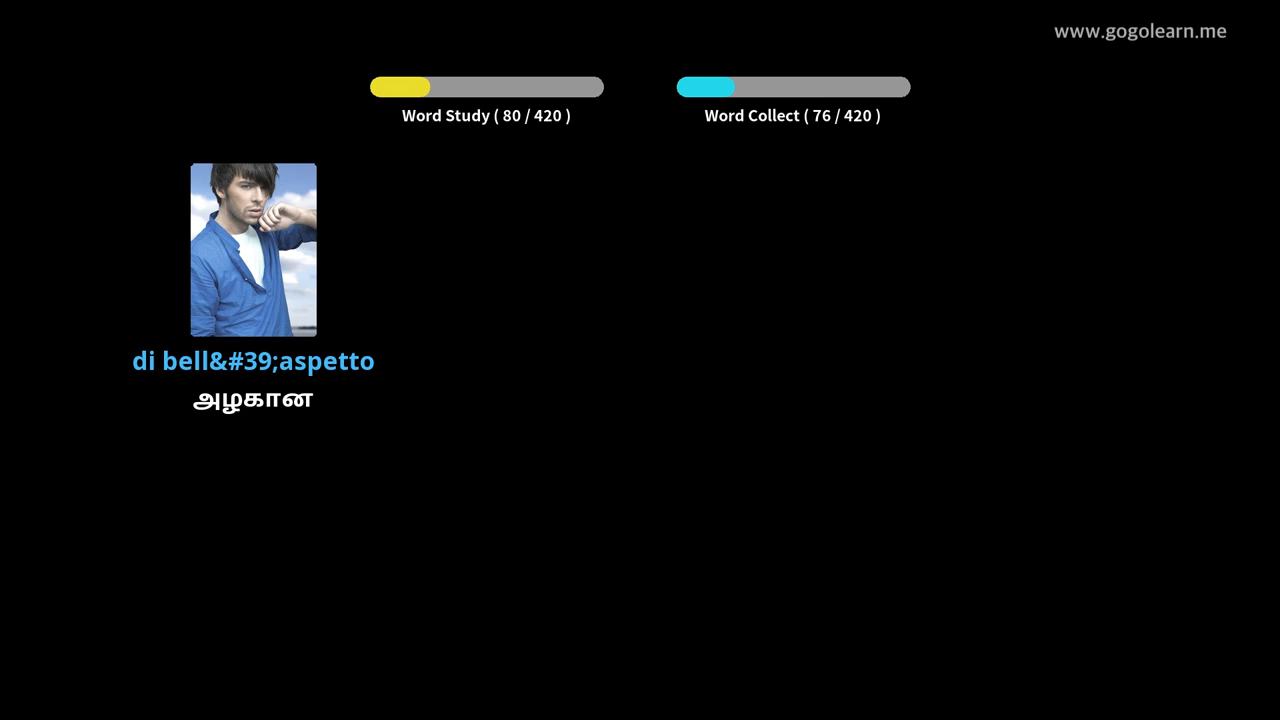 www.gogolearn.me
Word Study ( 80 / 420 )
Word Collect ( 76 / 420 )
di bell&#39;aspetto
அழகான